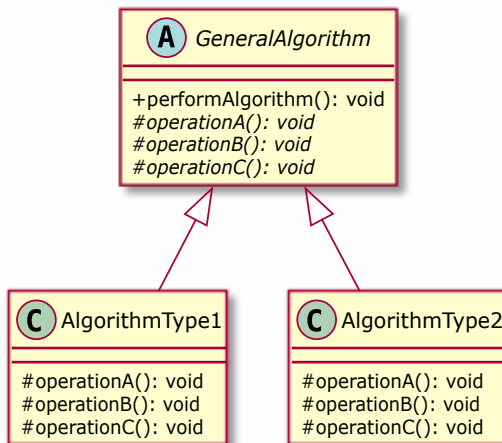 A GeneralAlgorithm
+performAlgorithm(): void
#operationA(): void
#operationB(): void
#operationC(): void
C AlgorithmType1
#operationA(): void
#operationB(): void
#operationC(): void
C AlgorithmType2
#operationA(): void
#operationB(): void
#operationC(): void